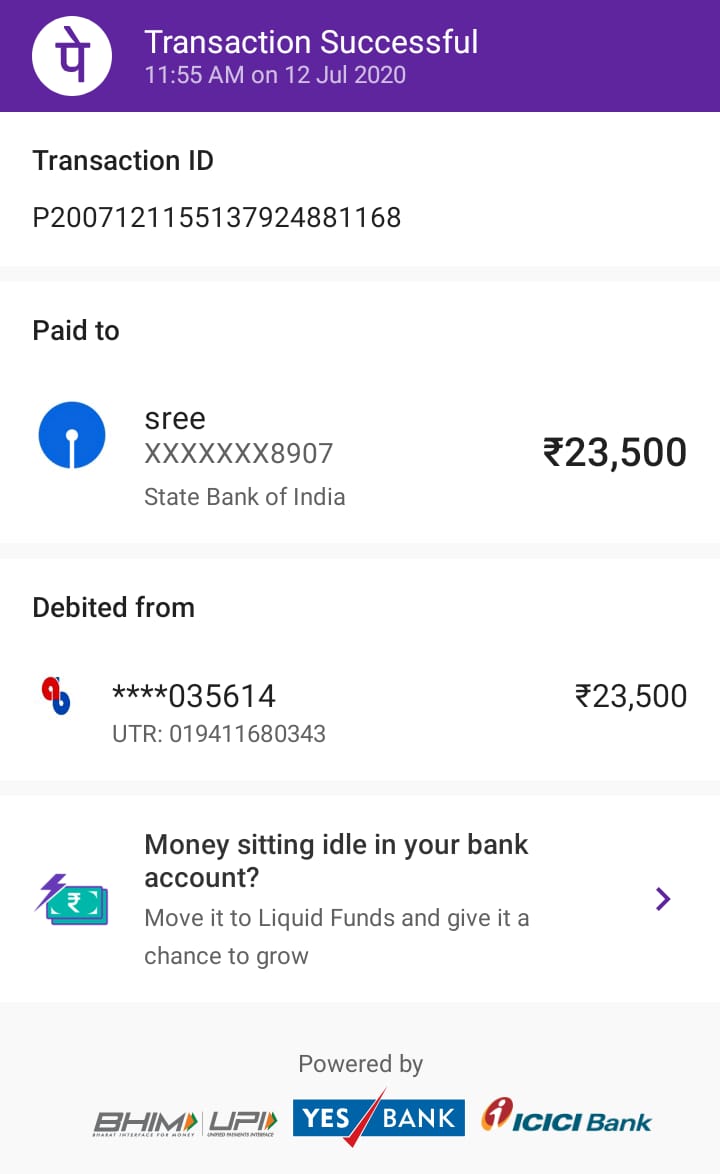 पे
Transaction Successful
11:55 AM on 12 Jul 2020
Transaction ID
P2007121155137924881168
Paid to
sree
XXXXXXX8907
₹23,500
State Bank of India
Debited from
****035614
₹23,500
UTR: 019411680343
Money sitting idle in your bank
account?
₹
Move it to Liquid Funds and give it a
chance to grow
Powered by
BHIM UPI YES BANK ICICI Bank
BHARAT INTERFACE FOR MONEY UNIFIED PAYMENTS INTERFACE